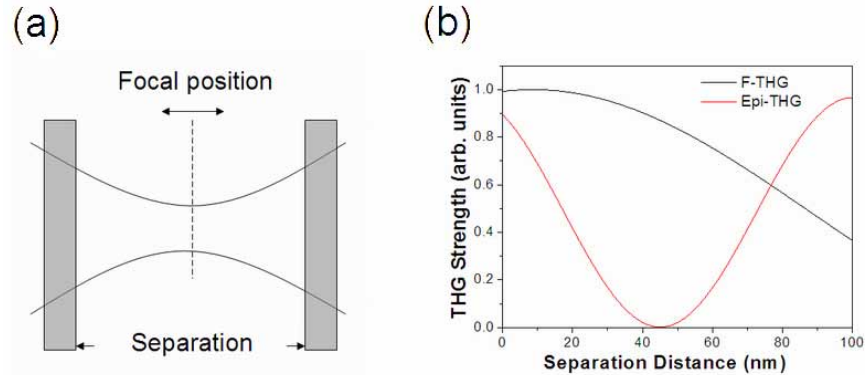 (a)
Focal position
Separation
(b)
F-THG
Epi-THG
THG Strength (arb. units)
1.0
0.8
0.6
0.4
0.2
0.0
0 20 40 60 80 100
Separation Distance (nm)